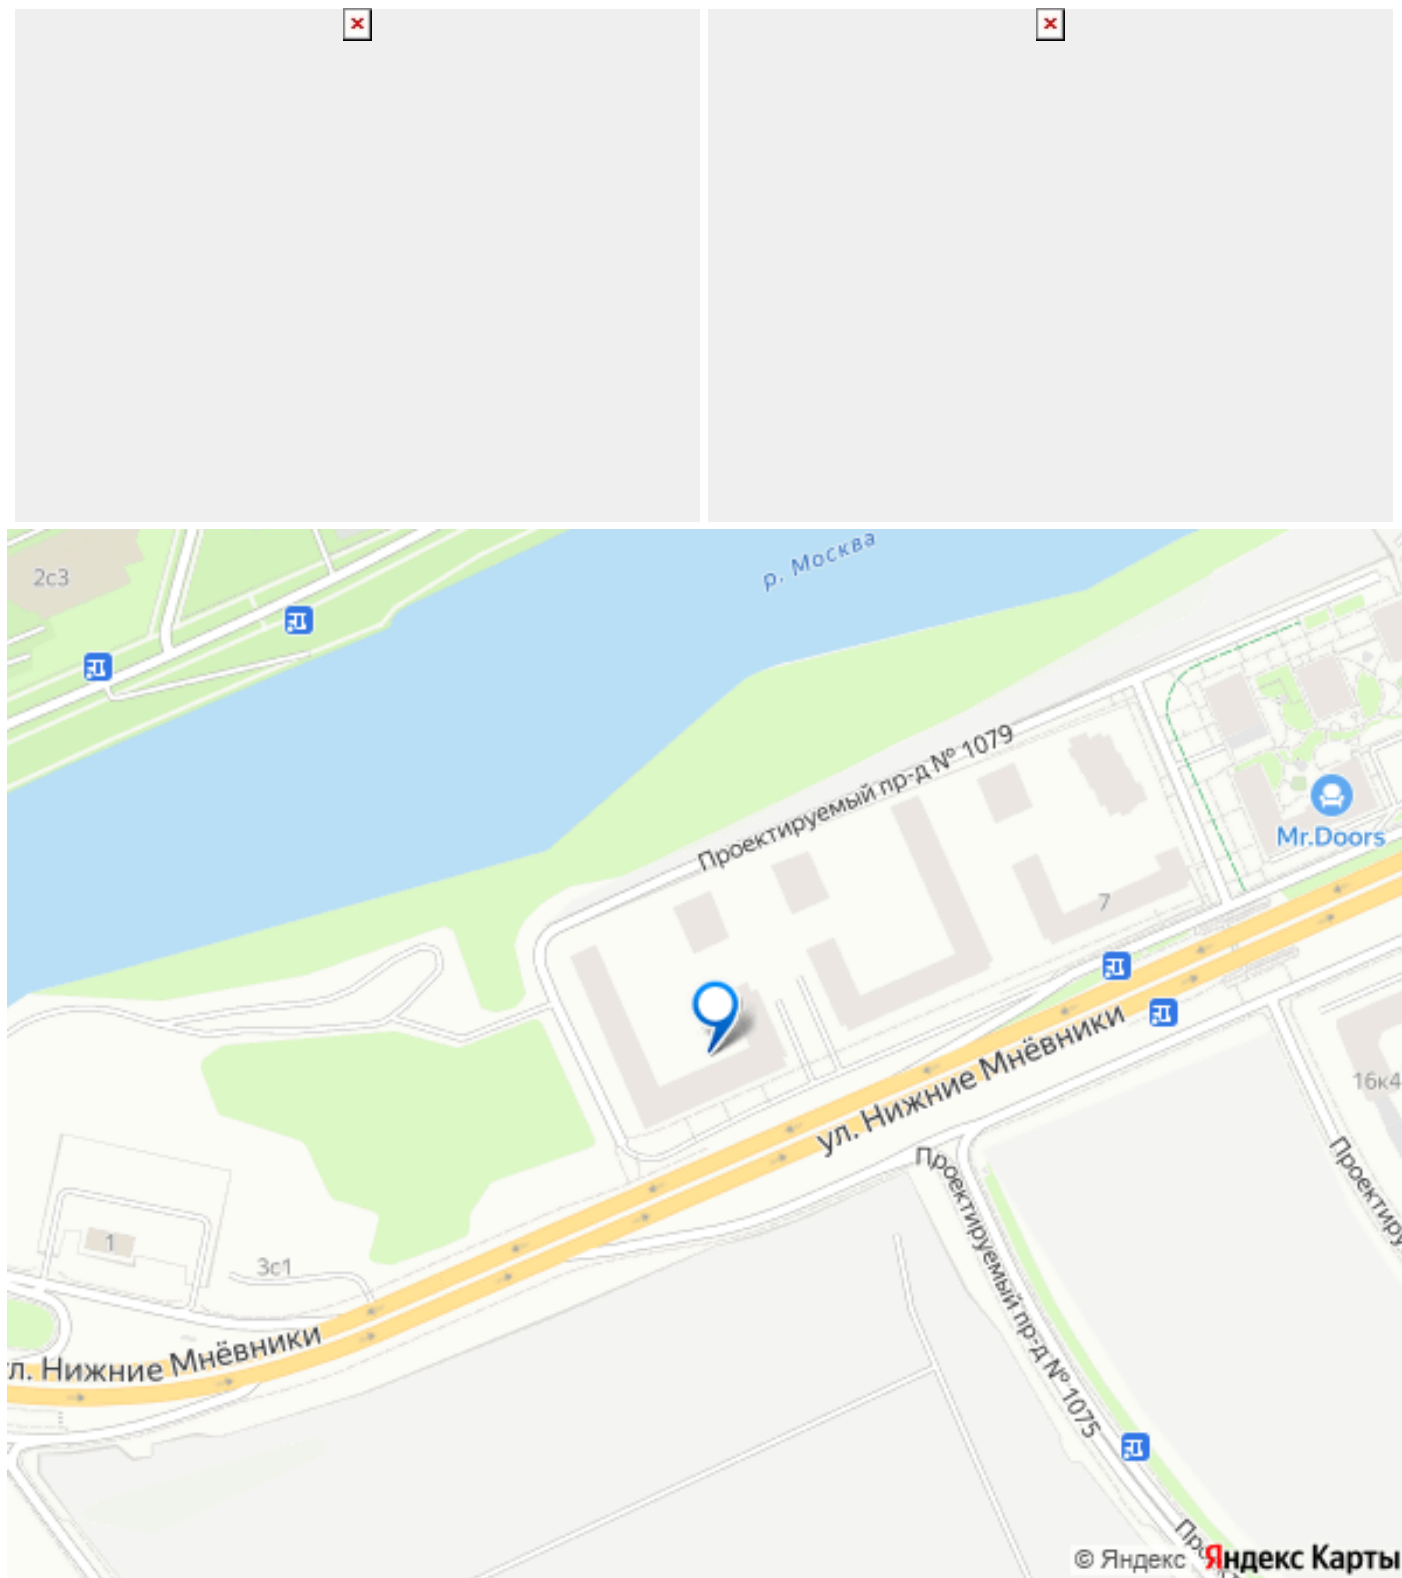 р. Москва
2с3
Проектируемый пр-д № 1079
Mr.Doors
7
ул. Нижние Мнёвники
16к4
Проектиру
1
3с1
л. Нижние Мнёвники
Проектируемый пр-д № 1075
© Яндекс Яндекс Карты